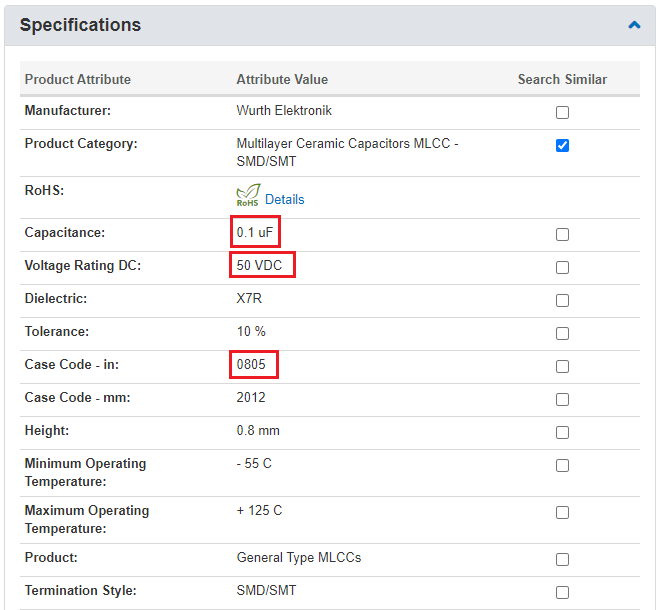 Specifications
Product Attribute Attribute Value Search Similar
Manufacturer: Wurth Elektronik
Product Category: Multilayer Ceramic Capacitors MLCC -
SMD/SMT
RoHS: RoHS Details
Capacitance: 0.1 uF
Voltage Rating DC: 50 VDC
Dielectric: X7R
Tolerance: 10 %
Case Code - in: 0805
Case Code - mm: 2012
Height: 0.8 mm
Minimum Operating - 55 C
Temperature:
Maximum Operating + 125 C
Temperature:
Product: General Type MLCCs
Termination Style: SMD/SMT